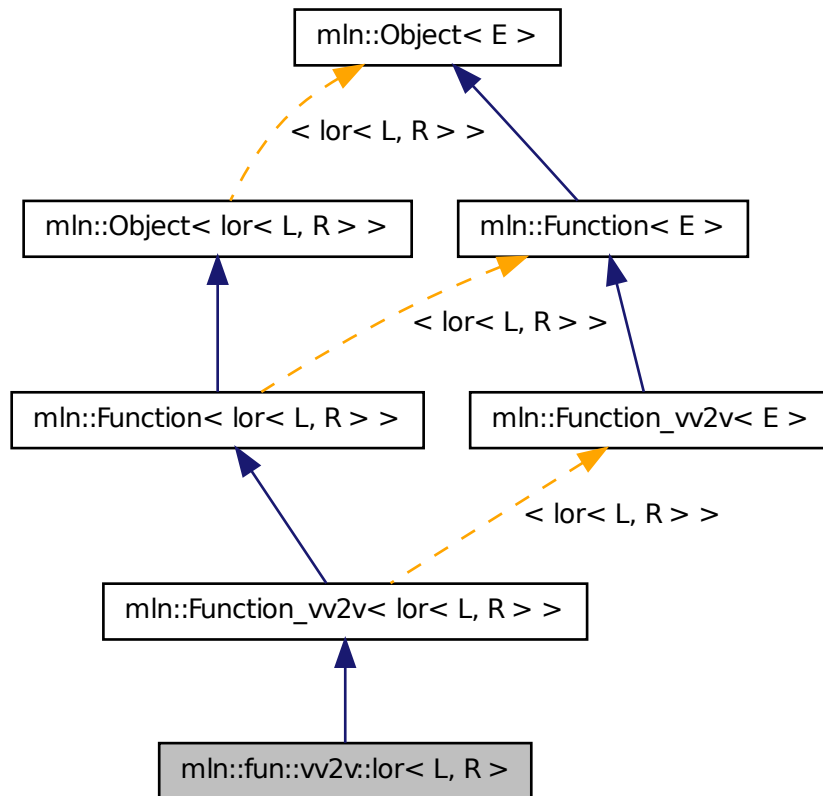 mln::Object< E >
< lor< L, R > >
mln::Object< lor< L, R > >
mln::Function< E >
< lor< L, R > >
mln::Function< lor< L, R > >
mln::Function_vv2v< E >
< lor< L, R > >
mln::Function_vv2v< lor< L, R > >
mln::fun::vv2v::lor< L, R >